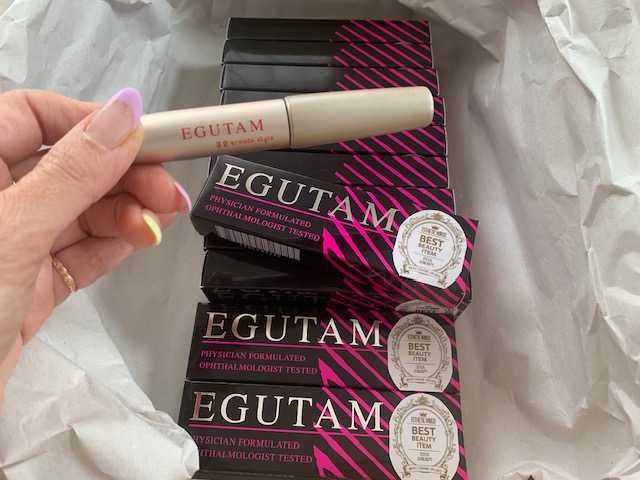 EGUTAM
EGUTAM
PHYSICIAN FORMULATED
OPHTHALMOLOGIST TESTED
BEST
BEAUTY
ITEM
EGUTAM
PHYSICIAN FORMULATED
OPHTHALMOLOGIST TESTED
BEST
BEAUTY
ITEM
EGUTAM
PHYSICIAN FORMULATED
OPHTHALMOLOGIST TESTED
BEST
BEAUTY
ITEM